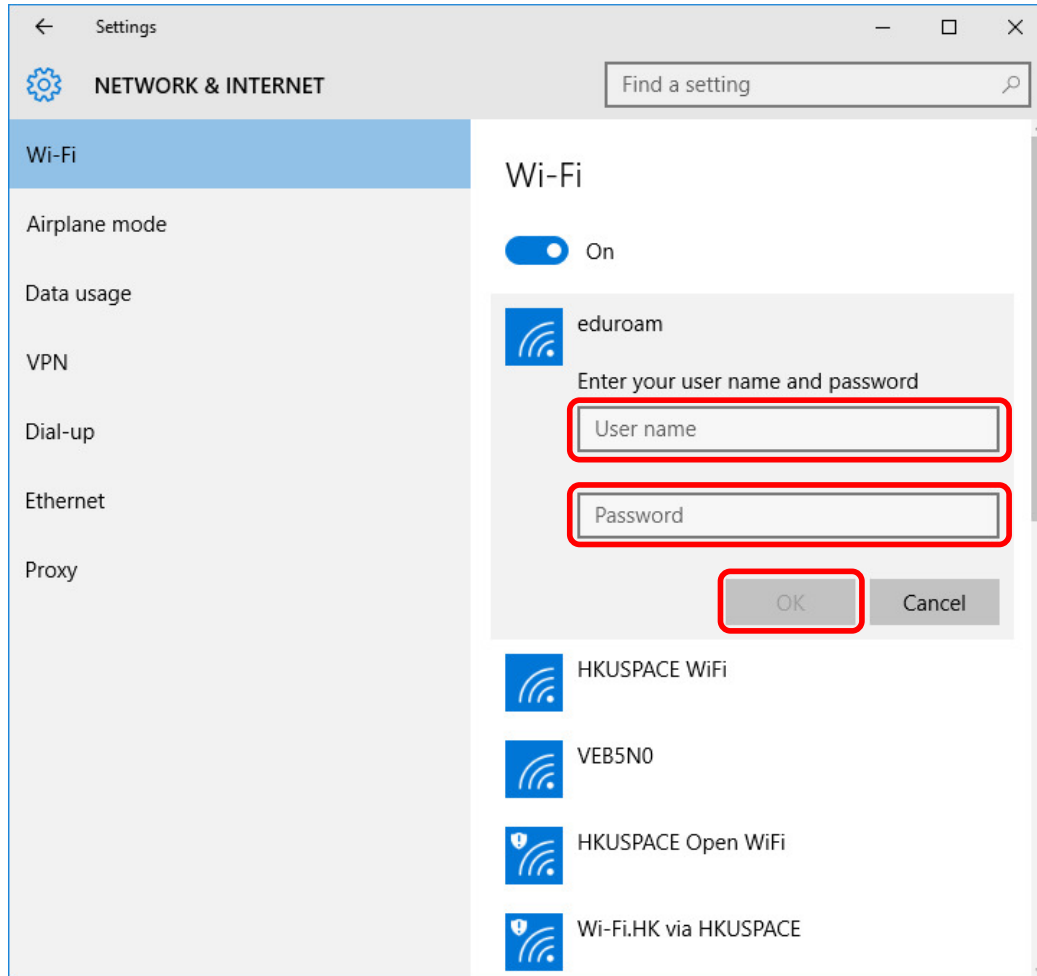 Settings
NETWORK & INTERNET
Find a setting
Wi-Fi
Airplane mode
Data usage
VPN
Dial-up
Ethernet
Proxy
Wi-Fi
On
eduroam
Enter your user name and password
User name
Password
OK
Cancel
HKUSPACE WiFi
VEB5N0
HKUSPACE Open WiFi
Wi-Fi.HK via HKUSPACE